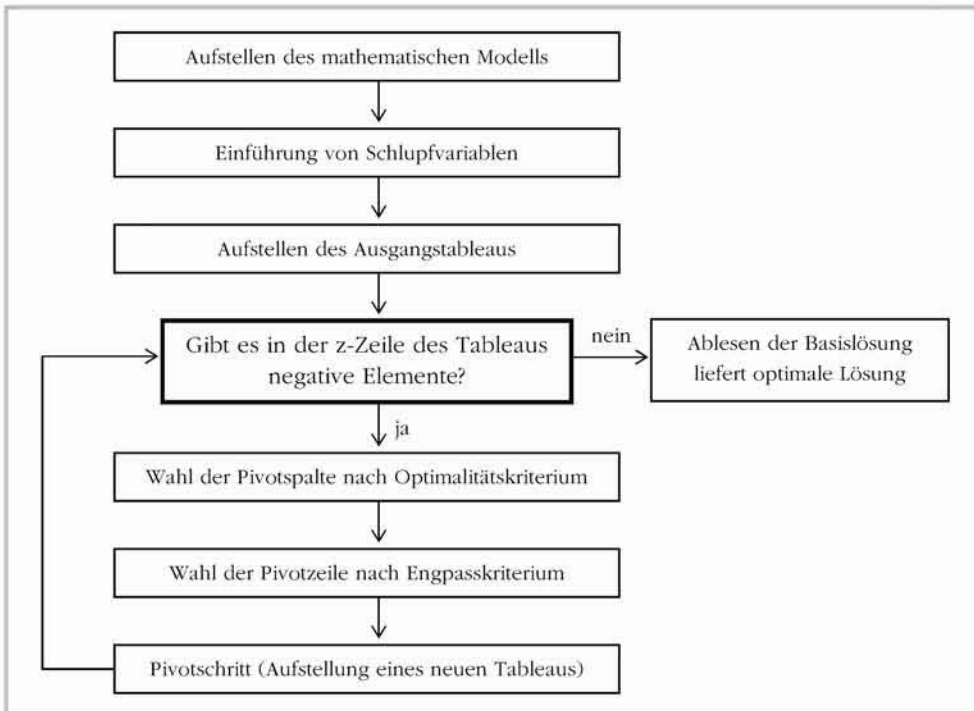 Aufstellen des mathematischen Modells
Einführung von Schlupfvariablen
Aufstellen des Ausgangstableaus
Gibt es in der z-Zeile des Tableaus
negative Elemente?
nein
Ablesen der Basislösung
liefert optimale Lösung
ja
Wahl der Pivotspalte nach Optimalitätskriterium
Wahl der Pivotzeile nach Engpasskriterium
Pivotschritt (Aufstellung eines neuen Tableaus)